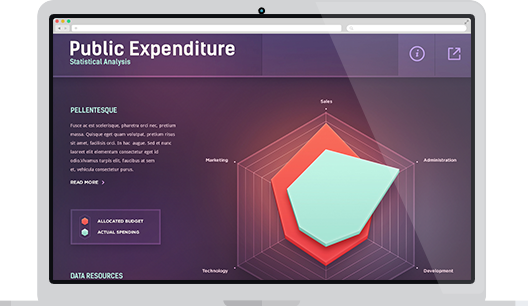 Public Expenditure
Statistical Analysis
PELLENTESQUE
Fusce ac est scelerisque, pharetra orci nec, pretium
massa. Quisque eget quam volutpat, pretium risus
sit amet, facilisis orci. In hac augue. Sed et nunc
laoreet elit elementum consectetur eget id
odio.Vivamus turpis elit, faucibus at sem
et, vehicula consectetur purus.
READ MORE
ALLOCATED BUDGET
ACTUAL SPENDING
DATA RESOURCES
Sales
Marketing
Administration
Technology
Development